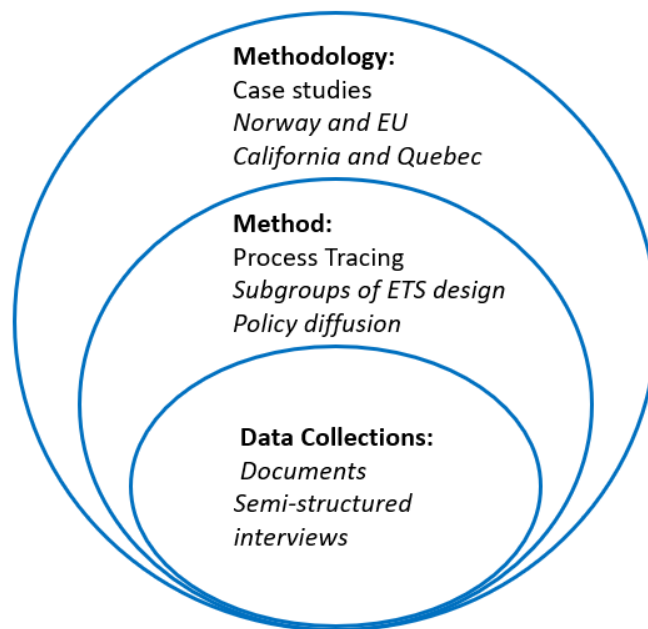 Methodology:
Case studies
Norway and EU
California and Quebec
Method:
Process Tracing
Subgroups of ETS design
Policy diffusion
Data Collections:
Documents
Semi-structured
interviews